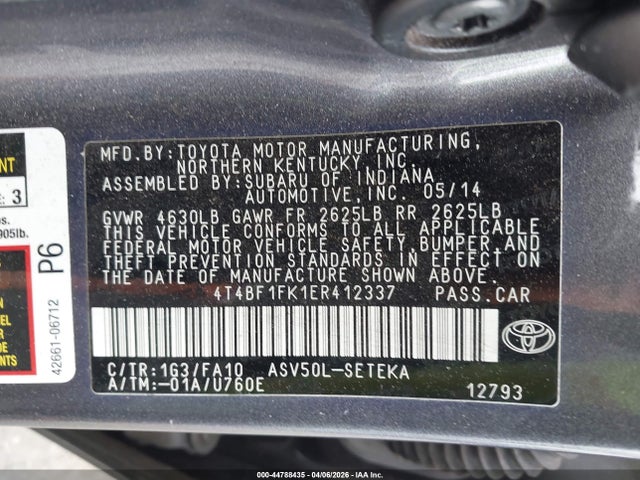 MFD.BY:TOYOTA MOTOR MANUFACTURING,
NORTHERN KENTUCKY,INC.
ASSEMBLED BY:SUBARU OF INDIANA
AUTOMOTIVE,INC. 05/14
GVWR 4630LB GAWR FR 2625LB RR 2625LB
THIS VEHICLE CONFORMS TO ALL APPLICABLE
FEDERAL MOTOR VEHICLE SAFETY,BUMPER,AND
THEFT PREVENTION STANDARDS IN EFFECT ON
THE DATE OF MANUFACTURE SHOWN ABOVE.
4T4BF1FK1ER412337 PASS.CAR
C/TR:1G3/FA10 ASV50L-SETEKA
A/TM:-01A/U760E
12793
E: 3
905lb.
P6
42661-06712
000-44788435 - 04/06/2026 - IAA, Inc.